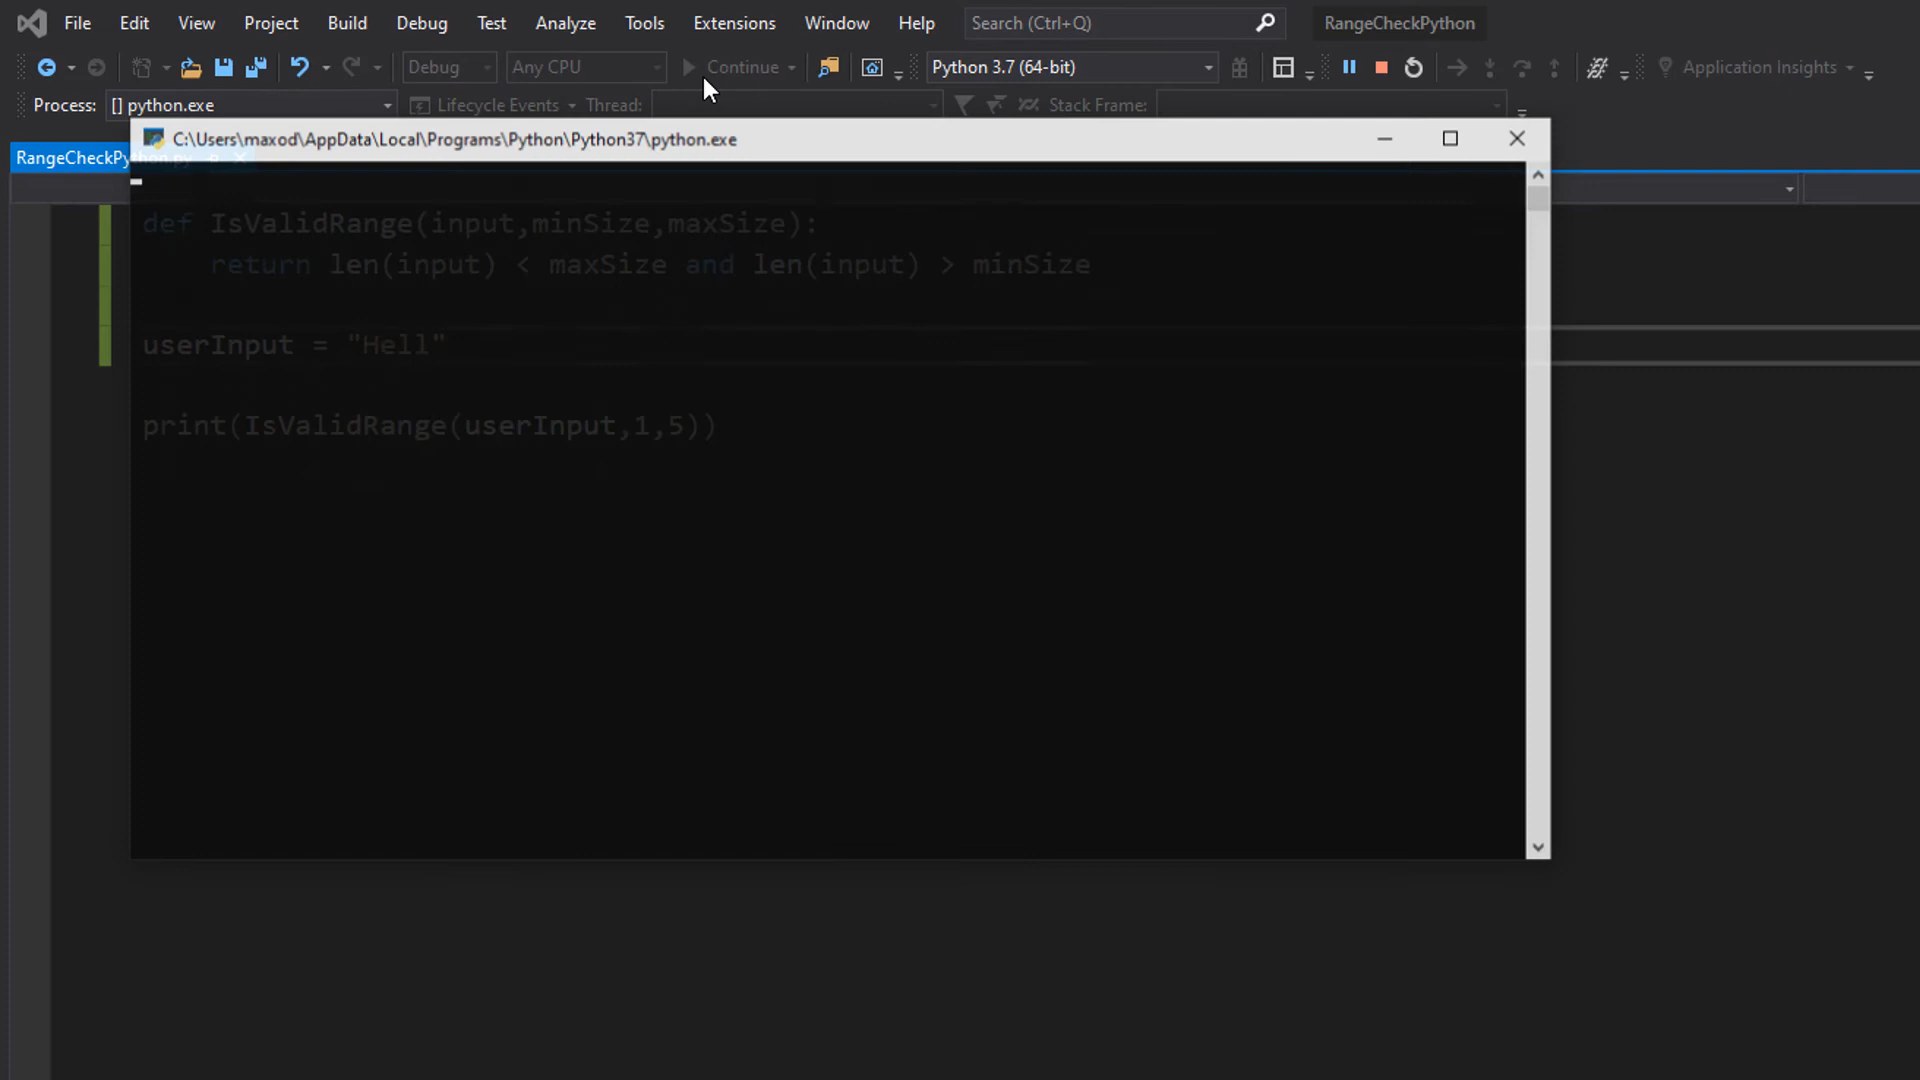 File Edit View Project Build Debug Test Analyze Tools Extensions Window Help Search (Ctrl+Q) RangeCheckPython
Debug Any CPU Continue Python 3.7 (64-bit) Application Insights
Process: [] python.exe Lifecycle Events Thread: Stack Frame:
C:\Users\maxod\AppData\Local\Programs\Python\Python37\python.exe
RangeCheckPython.py
def IsValidRange(input,minSize,maxSize):
return len(input) < maxSize and len(input) > minSize
userInput = "Hell"
print(IsValidRange(userInput,1,5))